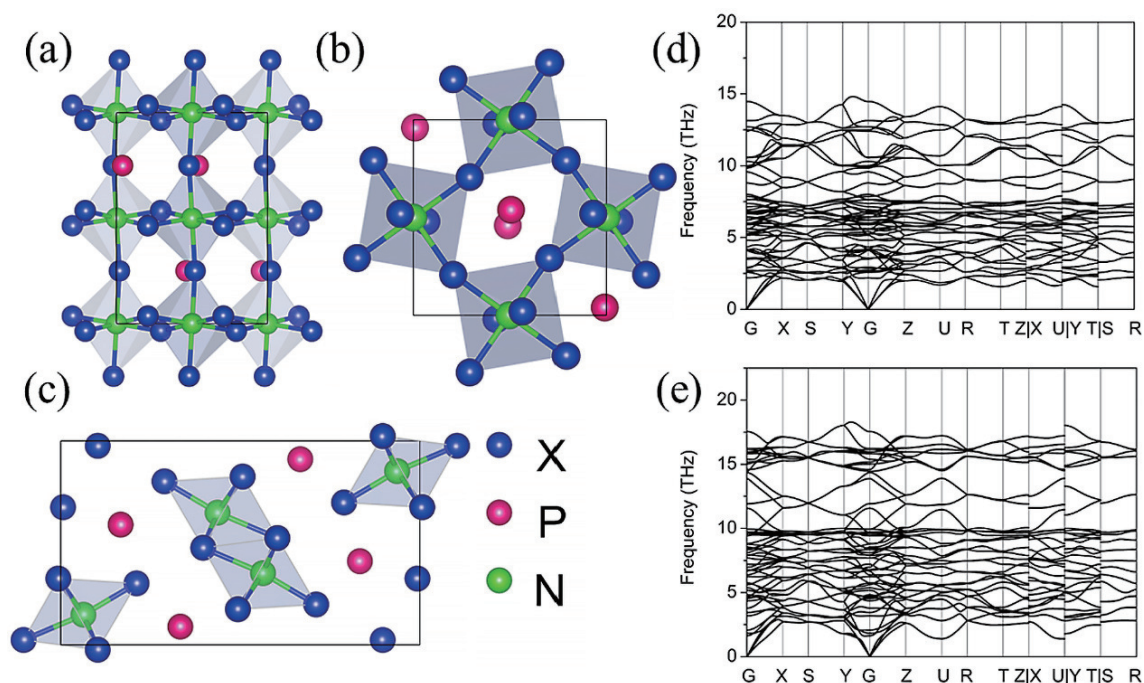 (a)
(b)
(c)
X
P
N
(d)
20
15
10
5
0
Frequency (THz)
G X S Y G Z U R T Z|X U|Y T|S R
(e)
20
15
10
5
0
Frequency (THz)
G X S Y G Z U R T Z|X U|Y T|S R